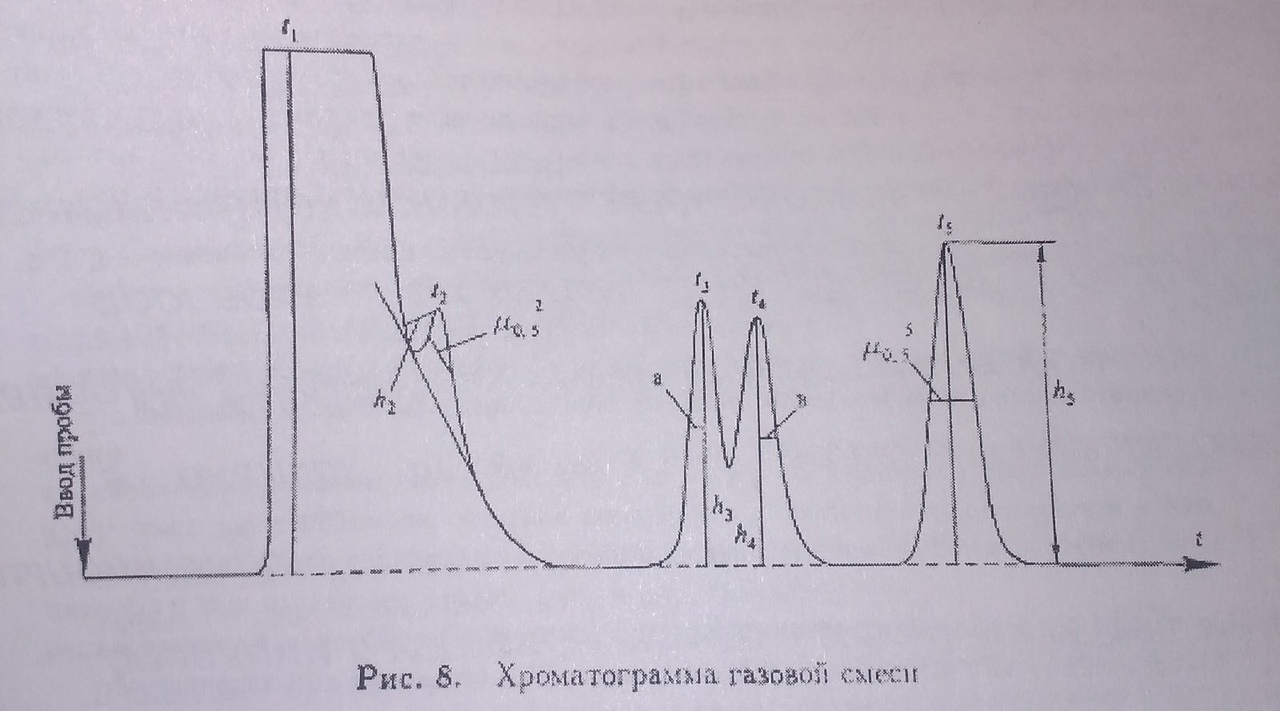 t₁
t₂
μ₀,₅²
h₂
t₃
t₄
a
в
h₃
h₄
t₅
μ₀,₅⁵
h₅
Ввод пробы
t
Рис. 8. Хроматограмма газовой смеси